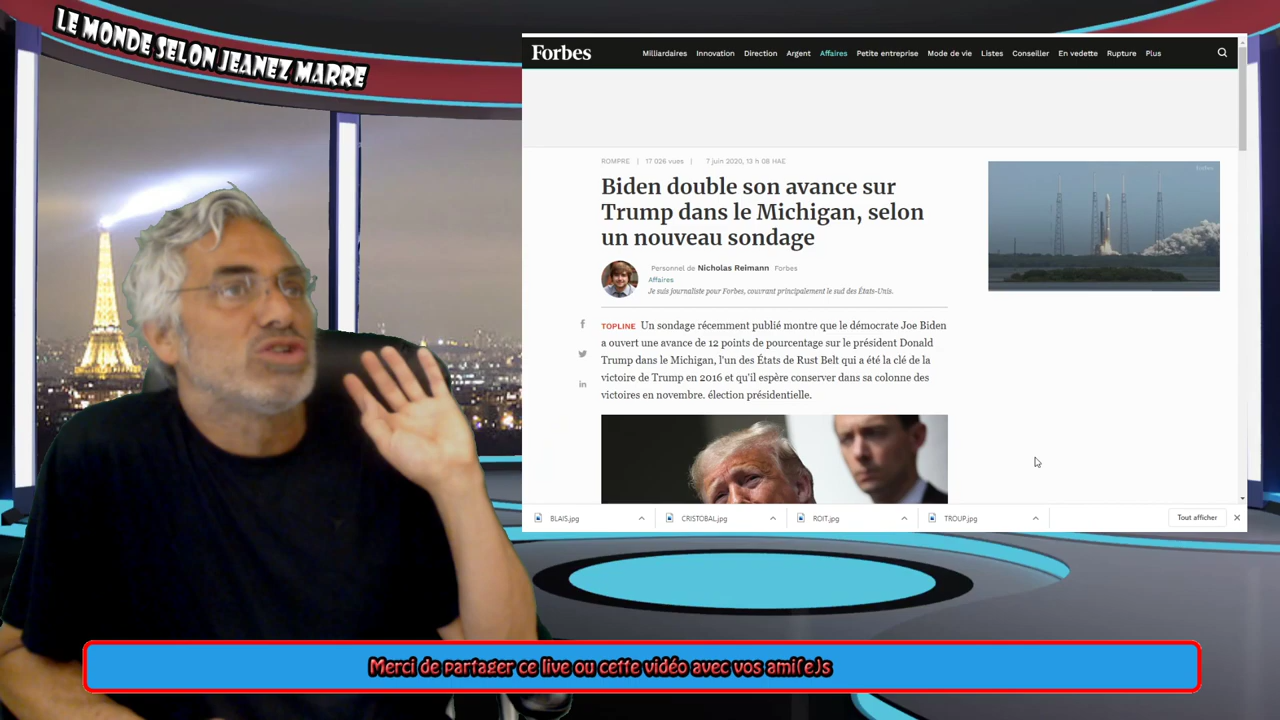 LE MONDE SELON JEANEZ MARRE
Forbes
Milliardaires Innovation Direction Argent Affaires Petite entreprise Mode de vie Listes Conseiller En vedette Rupture Plus
ROMPRE | 17 026 vues | 7 juin 2020, 13 h 08 HAE
Biden double son avance sur
Trump dans le Michigan, selon
un nouveau sondage
Personnel de Nicholas Reimann Forbes
Affaires
Je suis journaliste pour Forbes, couvrant principalement le sud des États-Unis.
TOPLINE Un sondage récemment publié montre que le démocrate Joe Biden
a ouvert une avance de 12 points de pourcentage sur le président Donald
Trump dans le Michigan, l'un des États de Rust Belt qui a été la clé de la
victoire de Trump en 2016 et qu'il espère conserver dans sa colonne des
victoires en novembre. élection présidentielle.
BLAIS.jpg CRISTOBAL.jpg ROIT.jpg TROUP.jpg Tout afficher
Merci de partager ce live ou cette vidéo avec vos ami(e)s